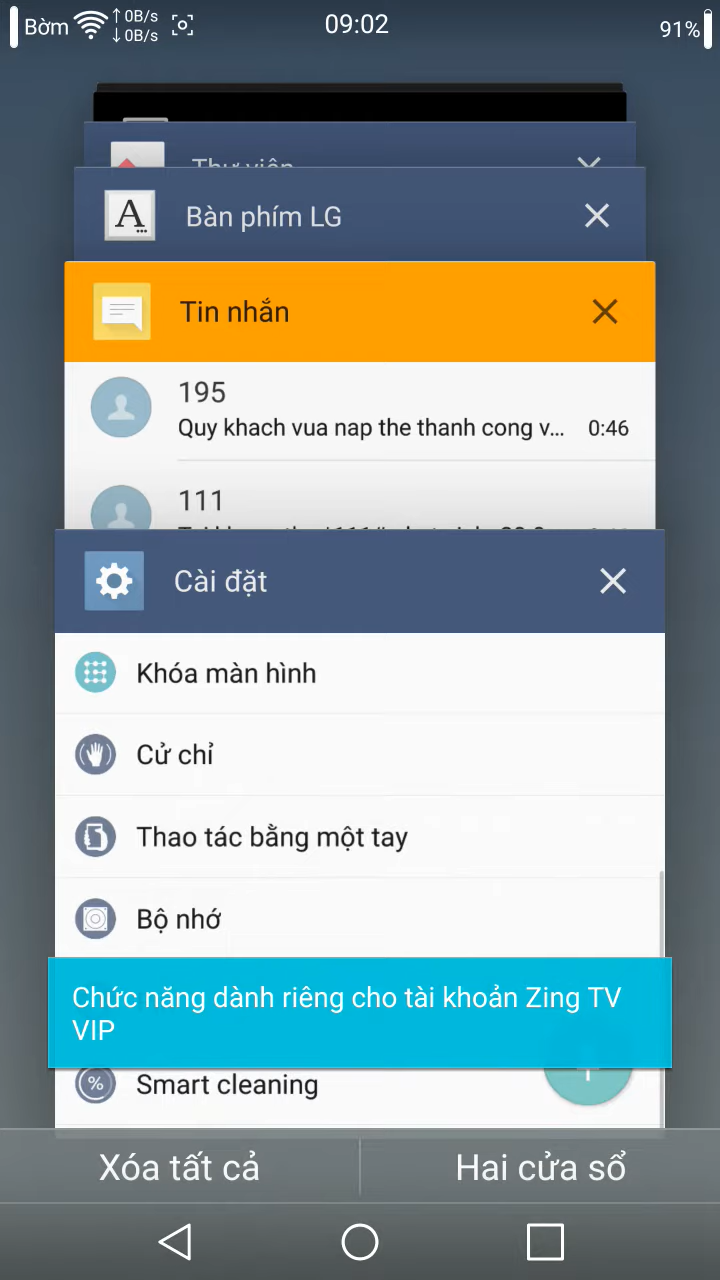 Bờm ↑ 0B/s ↓ 0B/s 09:02 91%
Thư viện
Bàn phím LG
Tin nhắn
195
Quy khach vua nap the thanh cong v... 0:46
111
Cài đặt
Khóa màn hình
Cử chỉ
Thao tác bằng một tay
Bộ nhớ
Chức năng dành riêng cho tài khoản Zing TV
VIP
Smart cleaning
Xóa tất cả Hai cửa sổ